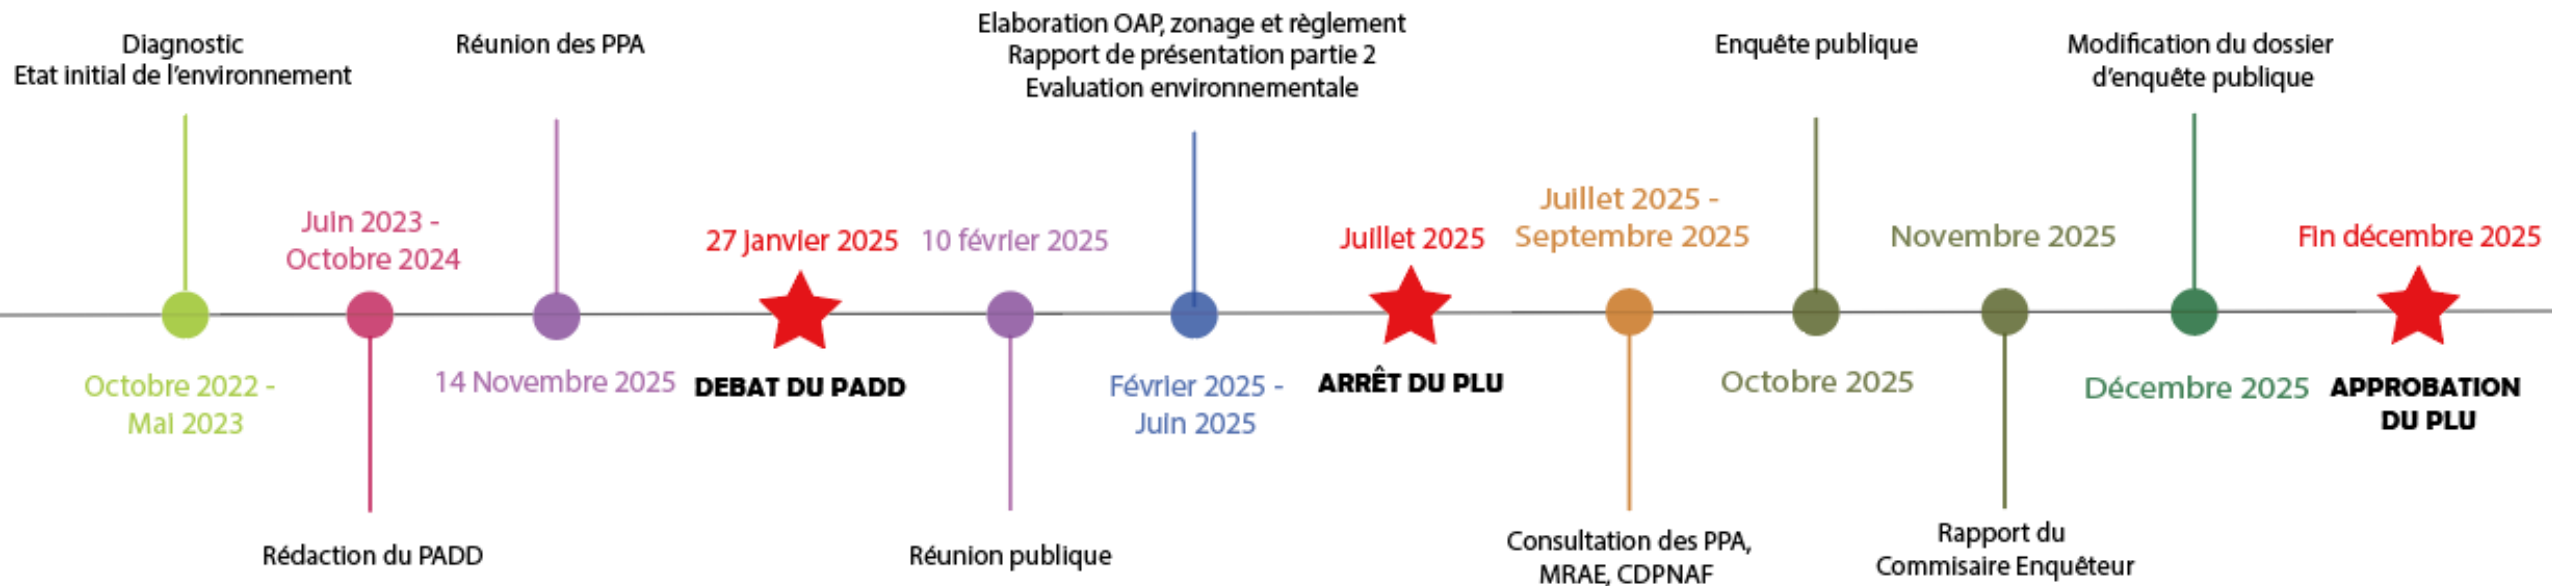 Diagnostic
Etat initial de l'environnement
Octobre 2022 -
Mai 2023
Juin 2023 -
Octobre 2024
Rédaction du PADD
Réunion des PPA
14 Novembre 2025
27 Janvier 2025
DEBAT DU PADD
10 février 2025
Réunion publique
Elaboration OAP, zonage et règlement
Rapport de présentation partie 2
Evaluation environnementale
Février 2025 -
Juin 2025
Juillet 2025
ARRÊT DU PLU
Juillet 2025 -
Septembre 2025
Consultation des PPA,
MRAE, CDPNAF
Enquête publique
Octobre 2025
Novembre 2025
Rapport du
Commisaire Enquêteur
Modification du dossier
d'enquête publique
Décembre 2025
Fin décembre 2025
APPROBATION
DU PLU